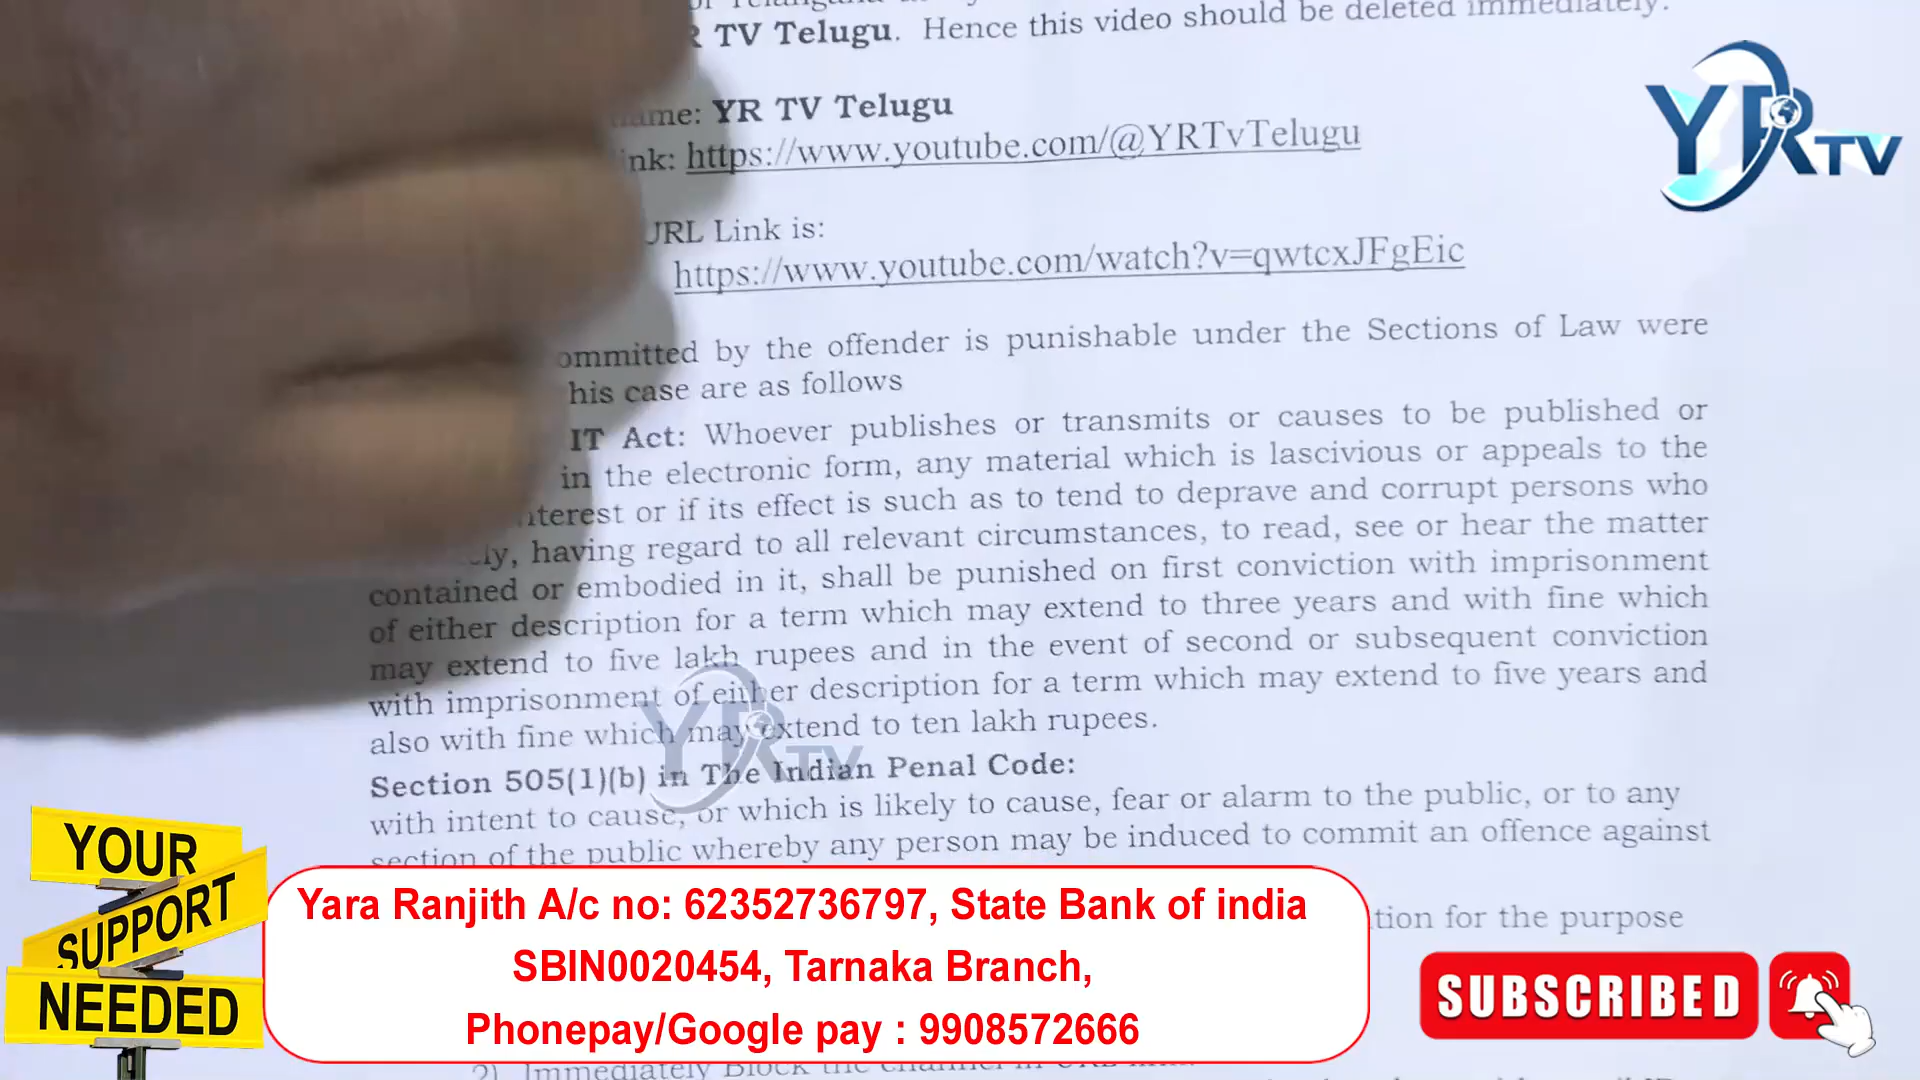 TV Telugu. Hence this video should be deleted immediately.
name: YR TV Telugu
Link: https://www.youtube.com/@YRTvTelugu
YRTV
URL Link is:
https://www.youtube.com/watch?v=qwtcxJFgEic
ommitted by the offender is punishable under the Sections of Law were
his case are as follows
IT Act: Whoever publishes or transmits or causes to be published or
in the electronic form, any material which is lascivious or appeals to the
nterest or if its effect is such as to tend to deprave and corrupt persons who
ly, having regard to all relevant circumstances, to read, see or hear the matter
contained or embodied in it, shall be punished on first conviction with imprisonment
of either description for a term which may extend to three years and with fine which
may extend to five lakh rupees and in the event of second or subsequent conviction
with imprisonment of either description for a term which may extend to five years and
also with fine which may extend to ten lakh rupees.
YRTV
Section 505(1)(b) in The Indian Penal Code:
with intent to cause, or which is likely to cause, fear or alarm to the public, or to any
section of the public whereby any person may be induced to commit an offence against
tion for the purpose
YOUR
SUPPORT
NEEDED
Yara Ranjith A/c no: 62352736797, State Bank of india
SBIN0020454, Tarnaka Branch,
Phonepay/Google pay : 9908572666
SUBSCRIBED
2) Immediately Block the channel in